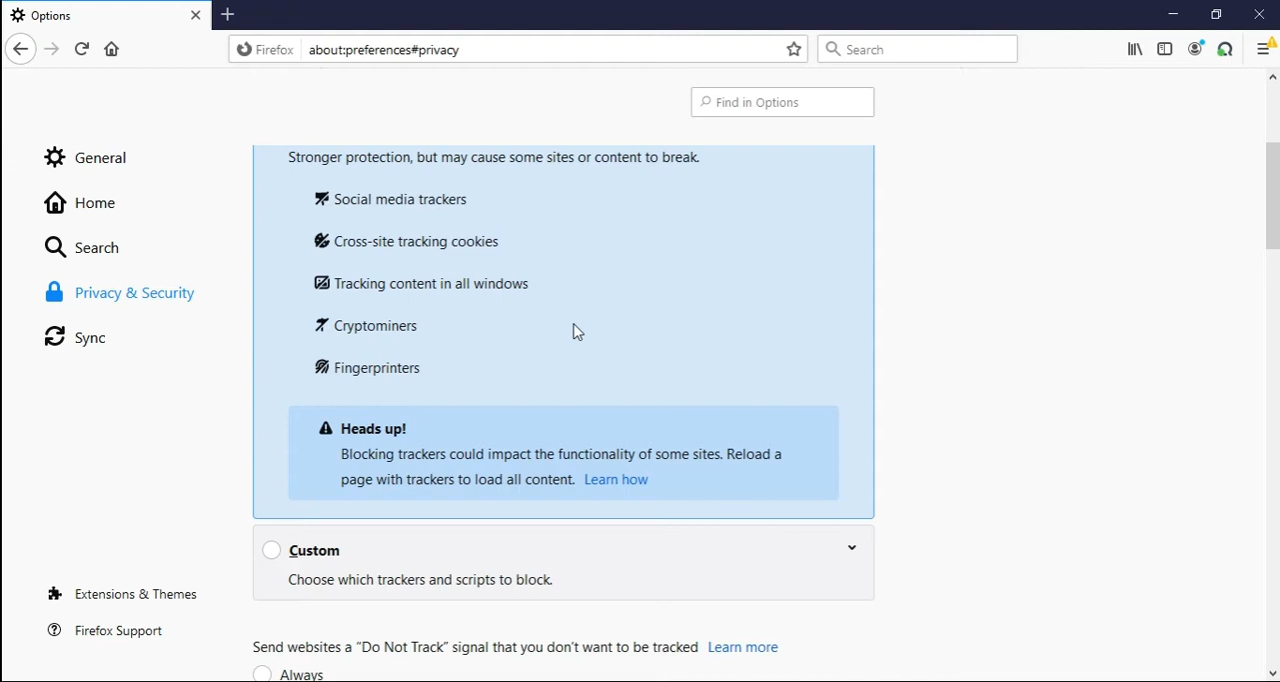 Options
Firefox
about:preferences#privacy
Search
Find in Options
General
Home
Search
Privacy & Security
Sync
Extensions & Themes
Firefox Support
Stronger protection, but may cause some sites or content to break.
Social media trackers
Cross-site tracking cookies
Tracking content in all windows
Cryptominers
Fingerprinters
Heads up!
Blocking trackers could impact the functionality of some sites. Reload a
page with trackers to load all content. Learn how
Custom
Choose which trackers and scripts to block.
Send websites a “Do Not Track” signal that you don’t want to be tracked Learn more
Always